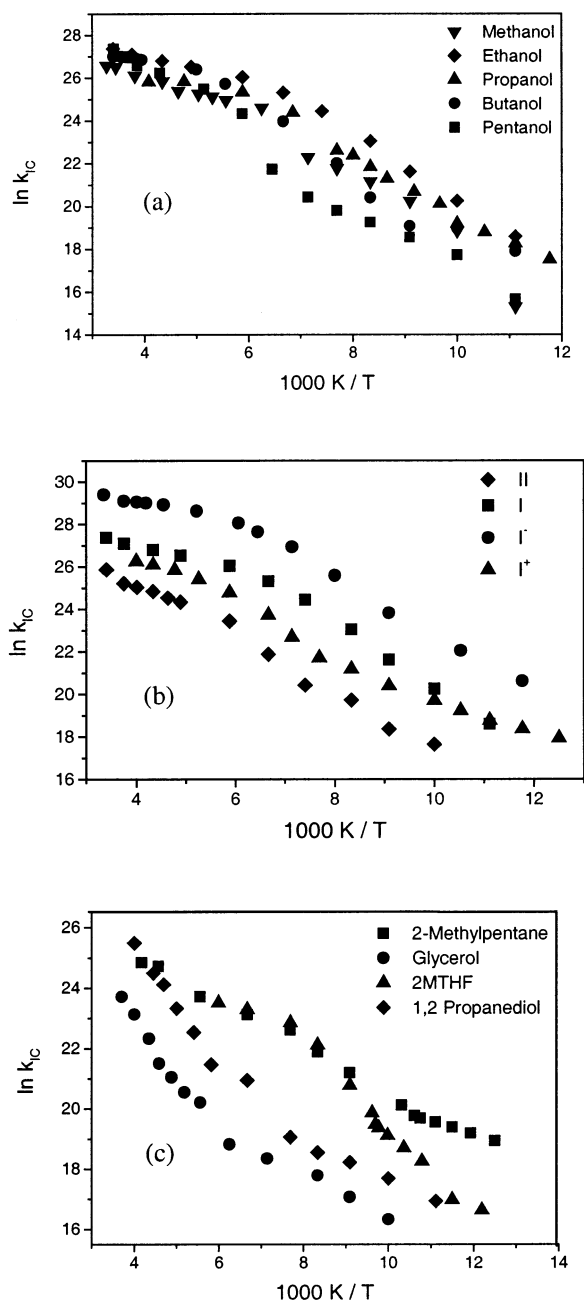 28
26
24
22
20
18
16
14
ln k_IC
Methanol
Ethanol
Propanol
Butanol
Pentanol
(a)
4 6 8 10 12
1000 K / T
30
28
26
24
22
20
18
16
ln k_IC
II
I
I⁻
I⁺
(b)
4 6 8 10 12
1000 K / T
26
24
22
20
18
16
ln k_IC
2-Methylpentane
Glycerol
2MTHF
1,2 Propanediol
(c)
4 6 8 10 12 14
1000 K / T